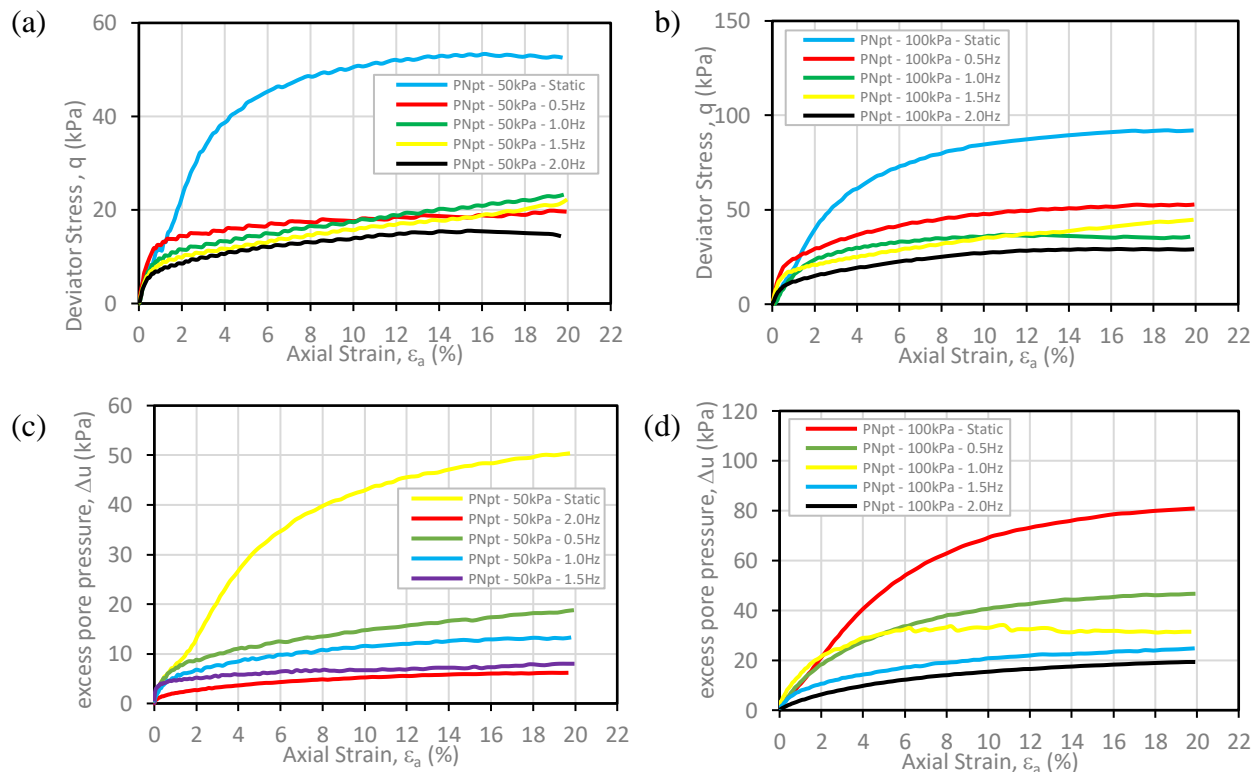 (a)
Deviator Stress , q (kPa)
60
40
20
0
PNpt - 50kPa - Static
PNpt - 50kPa - 0.5Hz
PNpt - 50kPa - 1.0Hz
PNpt - 50kPa - 1.5Hz
PNpt - 50kPa - 2.0Hz
0 2 4 6 8 10 12 14 16 18 20 22
Axial Strain, εa (%)
b)
Deviator Stress , q (kPa)
150
100
50
0
PNpt - 100kPa - Static
PNpt - 100kPa - 0.5Hz
PNpt - 100kPa - 1.0Hz
PNpt - 100kPa - 1.5Hz
PNpt - 100kPa - 2.0Hz
0 2 4 6 8 10 12 14 16 18 20 22
Axial Strain, εa (%)
(c)
excess pore pressure, Δu (kPa)
60
50
40
30
20
10
0
PNpt - 50kPa - Static
PNpt - 50kPa - 2.0Hz
PNpt - 50kPa - 0.5Hz
PNpt - 50kPa - 1.0Hz
PNpt - 50kPa - 1.5Hz
0 2 4 6 8 10 12 14 16 18 20 22
Axial Strain, εa (%)
(d)
excess pore pressure, Δu (kPa)
120
100
80
60
40
20
0
PNpt - 100kPa - Static
PNpt - 100kPa - 0.5Hz
PNpt - 100kPa - 1.0Hz
PNpt - 100kPa - 1.5Hz
PNpt - 100kPa - 2.0Hz
0 2 4 6 8 10 12 14 16 18 20 22
Axial Strain, εa (%)